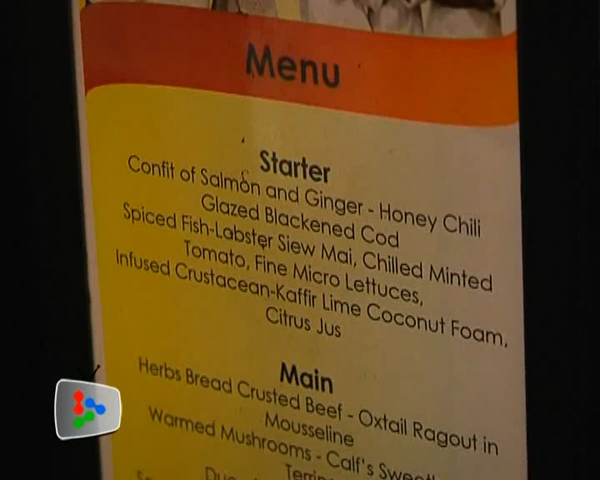 Menu
Starter
Confit of Salmon and Ginger - Honey Chili
Glazed Blackened Cod
Spiced Fish-Labster Siew Mai, Chilled Minted
Tomato, Fine Micro Lettuces,
Infused Crustacean-Kaffir Lime Coconut Foam,
Citrus Jus
Main
Herbs Bread Crusted Beef - Oxtail Ragout in
Mousseline
Warmed Mushrooms - Calf's